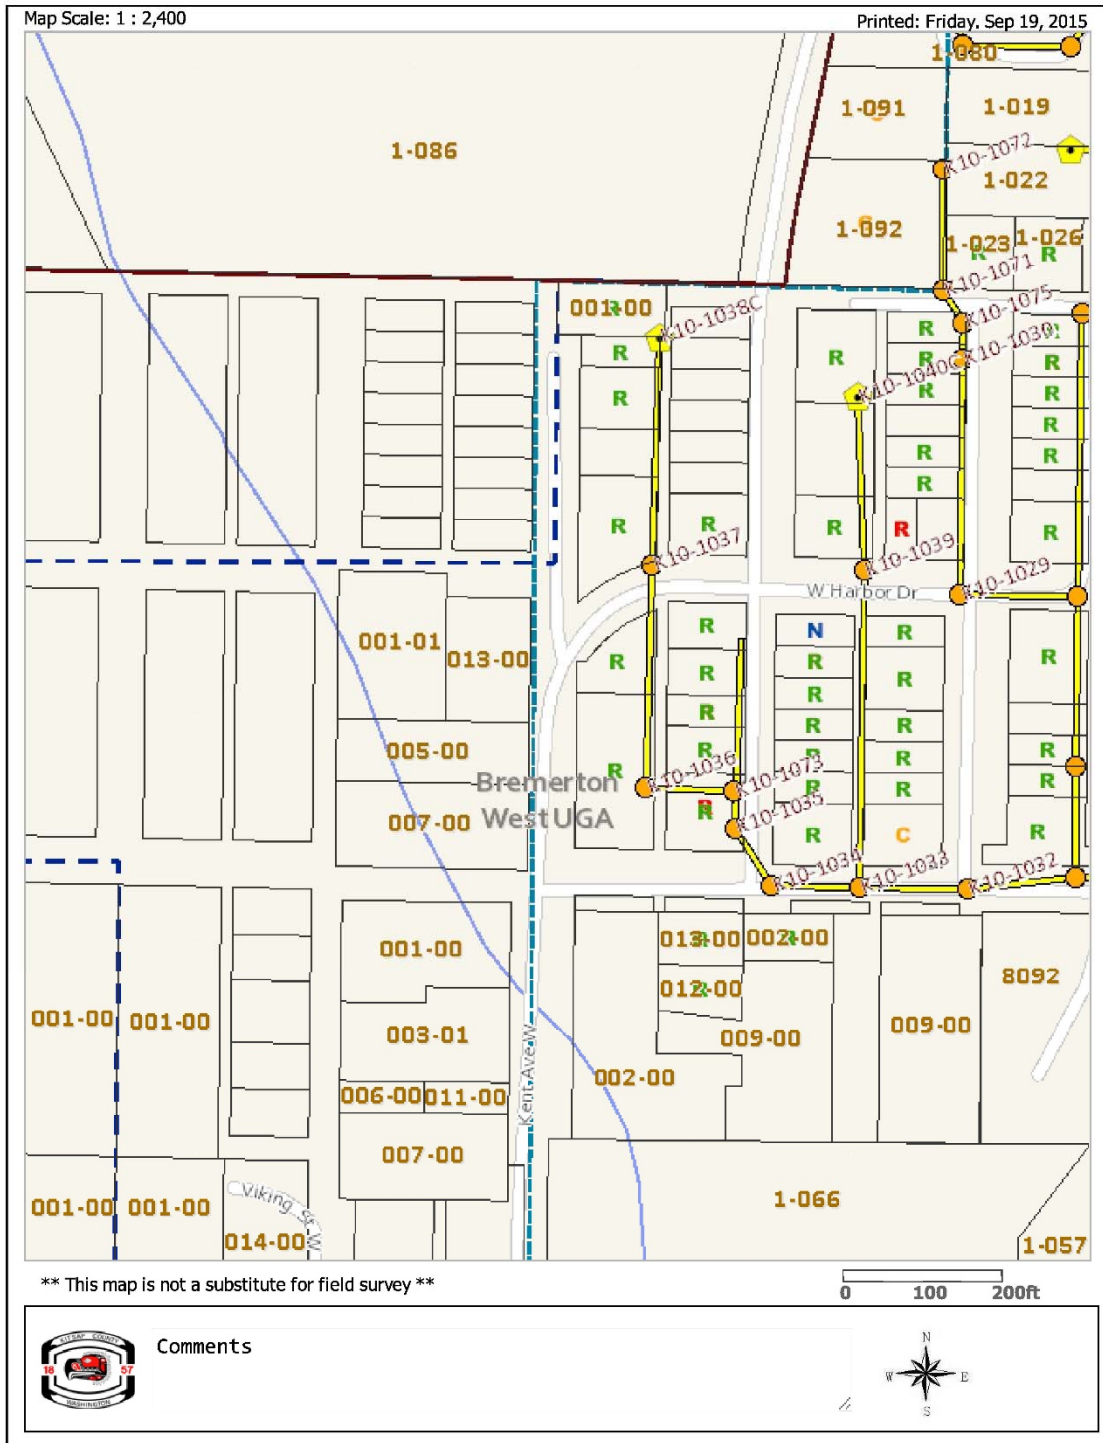 Map Scale: 1 : 2,400
Printed: Friday, Sep 19, 2015
1-080
1-091
1-019
1-086
K10-1072
1-022
1-092
1-023
1-026
R
R
K10-1071
001-00
K10-1038C
K10-1075
R
R
K10-1030
R
R
R
R
K10-1040C
R
R
R
R
R
R
R
R
R
R
R
R
R
K10-1037
K10-1039
K10-1029
W Harbor Dr
001-01
013-00
R
N
R
R
R
R
R
R
R
R
R
R
R
005-00
R
R
R
R
R
Bremerton
West UGA
K10-1036
K10-1073
R
R
R
007-00
R
K10-1035
R
C
R
K10-1034
K10-1033
K10-1032
001-00
013-00
002-00
8092
012-00
001-00
001-00
003-01
009-00
009-00
Kent Ave W
002-00
006-00
011-00
007-00
001-00
001-00
Viking St W
1-066
014-00
1-057
** This map is not a substitute for field survey **
0 100 200ft
KITSAP COUNTY
18 57
WASHINGTON
Comments
N
W E
S